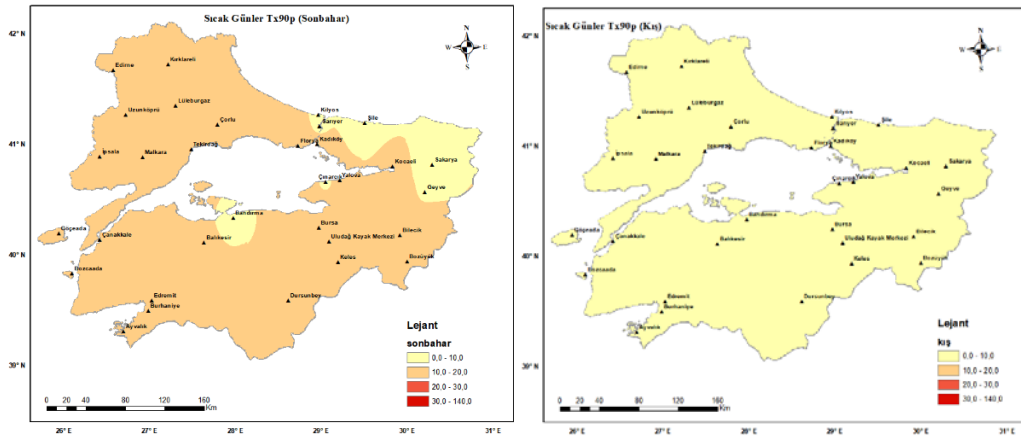 Sıcak Günler Tx90p (Sonbahar)
42° N
41° N
40° N
39° N
N
W
E
S
Kırklareli
Edirne
Lüleburgaz
Uzunköprü
Çorlu
Kilyon
Sarıyer
Şile
Florya
Kadıköy
Tekirdağ
İpsala
Malkara
Kocaeli
Sakarya
Çınarcık
Yalova
Geyve
Bandırma
Bursa
Gökçeada
Çanakkale
Balıkesir
Uludağ Kayak Merkezi
Bilecik
Bozcaada
Keles
Bozüyük
Edremit
Burhaniye
Dursunbey
Ayvalık
Lejant
sonbahar
0,0 - 10,0
10,0 - 20,0
20,0 - 30,0
30,0 - 140,0
0 20 40 80 120 160
Km
26° E 27° E 28° E 29° E 30° E 31° E
Sıcak Günler Tx90p (Kış)
42° N
41° N
40° N
39° N
N
W
E
S
Kırklareli
Edirne
Lüleburgaz
Uzunköprü
Çorlu
Kilyon
Sarıyer
Şile
Florya
Kadıköy
Tekirdağ
İpsala
Malkara
Kocaeli
Sakarya
Çınarcık
Yalova
Geyve
Bandırma
Bursa
Gökçeada
Çanakkale
Balıkesir
Uludağ Kayak Merkezi
Bilecik
Bozcaada
Keles
Bozüyük
Edremit
Burhaniye
Dursunbey
Ayvalık
Lejant
kış
0,0 - 10,0
10,0 - 20,0
20,0 - 30,0
30,0 - 140,0
0 20 40 80 120 160
Km
26° E 27° E 28° E 29° E 30° E 31° E